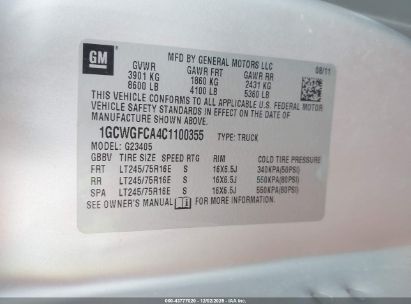 GM
MFD BY GENERAL MOTORS LLC
08/11
GVWR GAWR FRT GAWR RR
3901 KG 1860 KG 2431 KG
8600 LB 4100 LB 5360 LB
THIS VEHICLE CONFORMS TO ALL APPLICABLE U.S. FEDERAL MOTOR
VEHICLE SAFETY STANDARDS IN EFFECT ON THE DATE OF
MANUFACTURE SHOWN ABOVE.
1GCWGFCA4C1100355 TYPE: TRUCK
MODEL: G23405
GBBV TIRE SIZE SPEED RTG RIM COLD TIRE PRESSURE
FRT LT245/75R16E S 16X6.5J 340KPA(50PSI)
RR LT245/75R16E S 16X6.5J 550KPA(80PSI)
SPA LT245/75R16E S 16X6.5J 550KPA(80PSI)
SEE OWNER'S MANUAL FOR MORE INFORMATION.